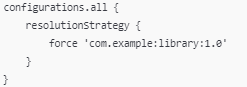 configurations.all {
    resolutionStrategy {
        force 'com.example:library:1.0'
    }
}